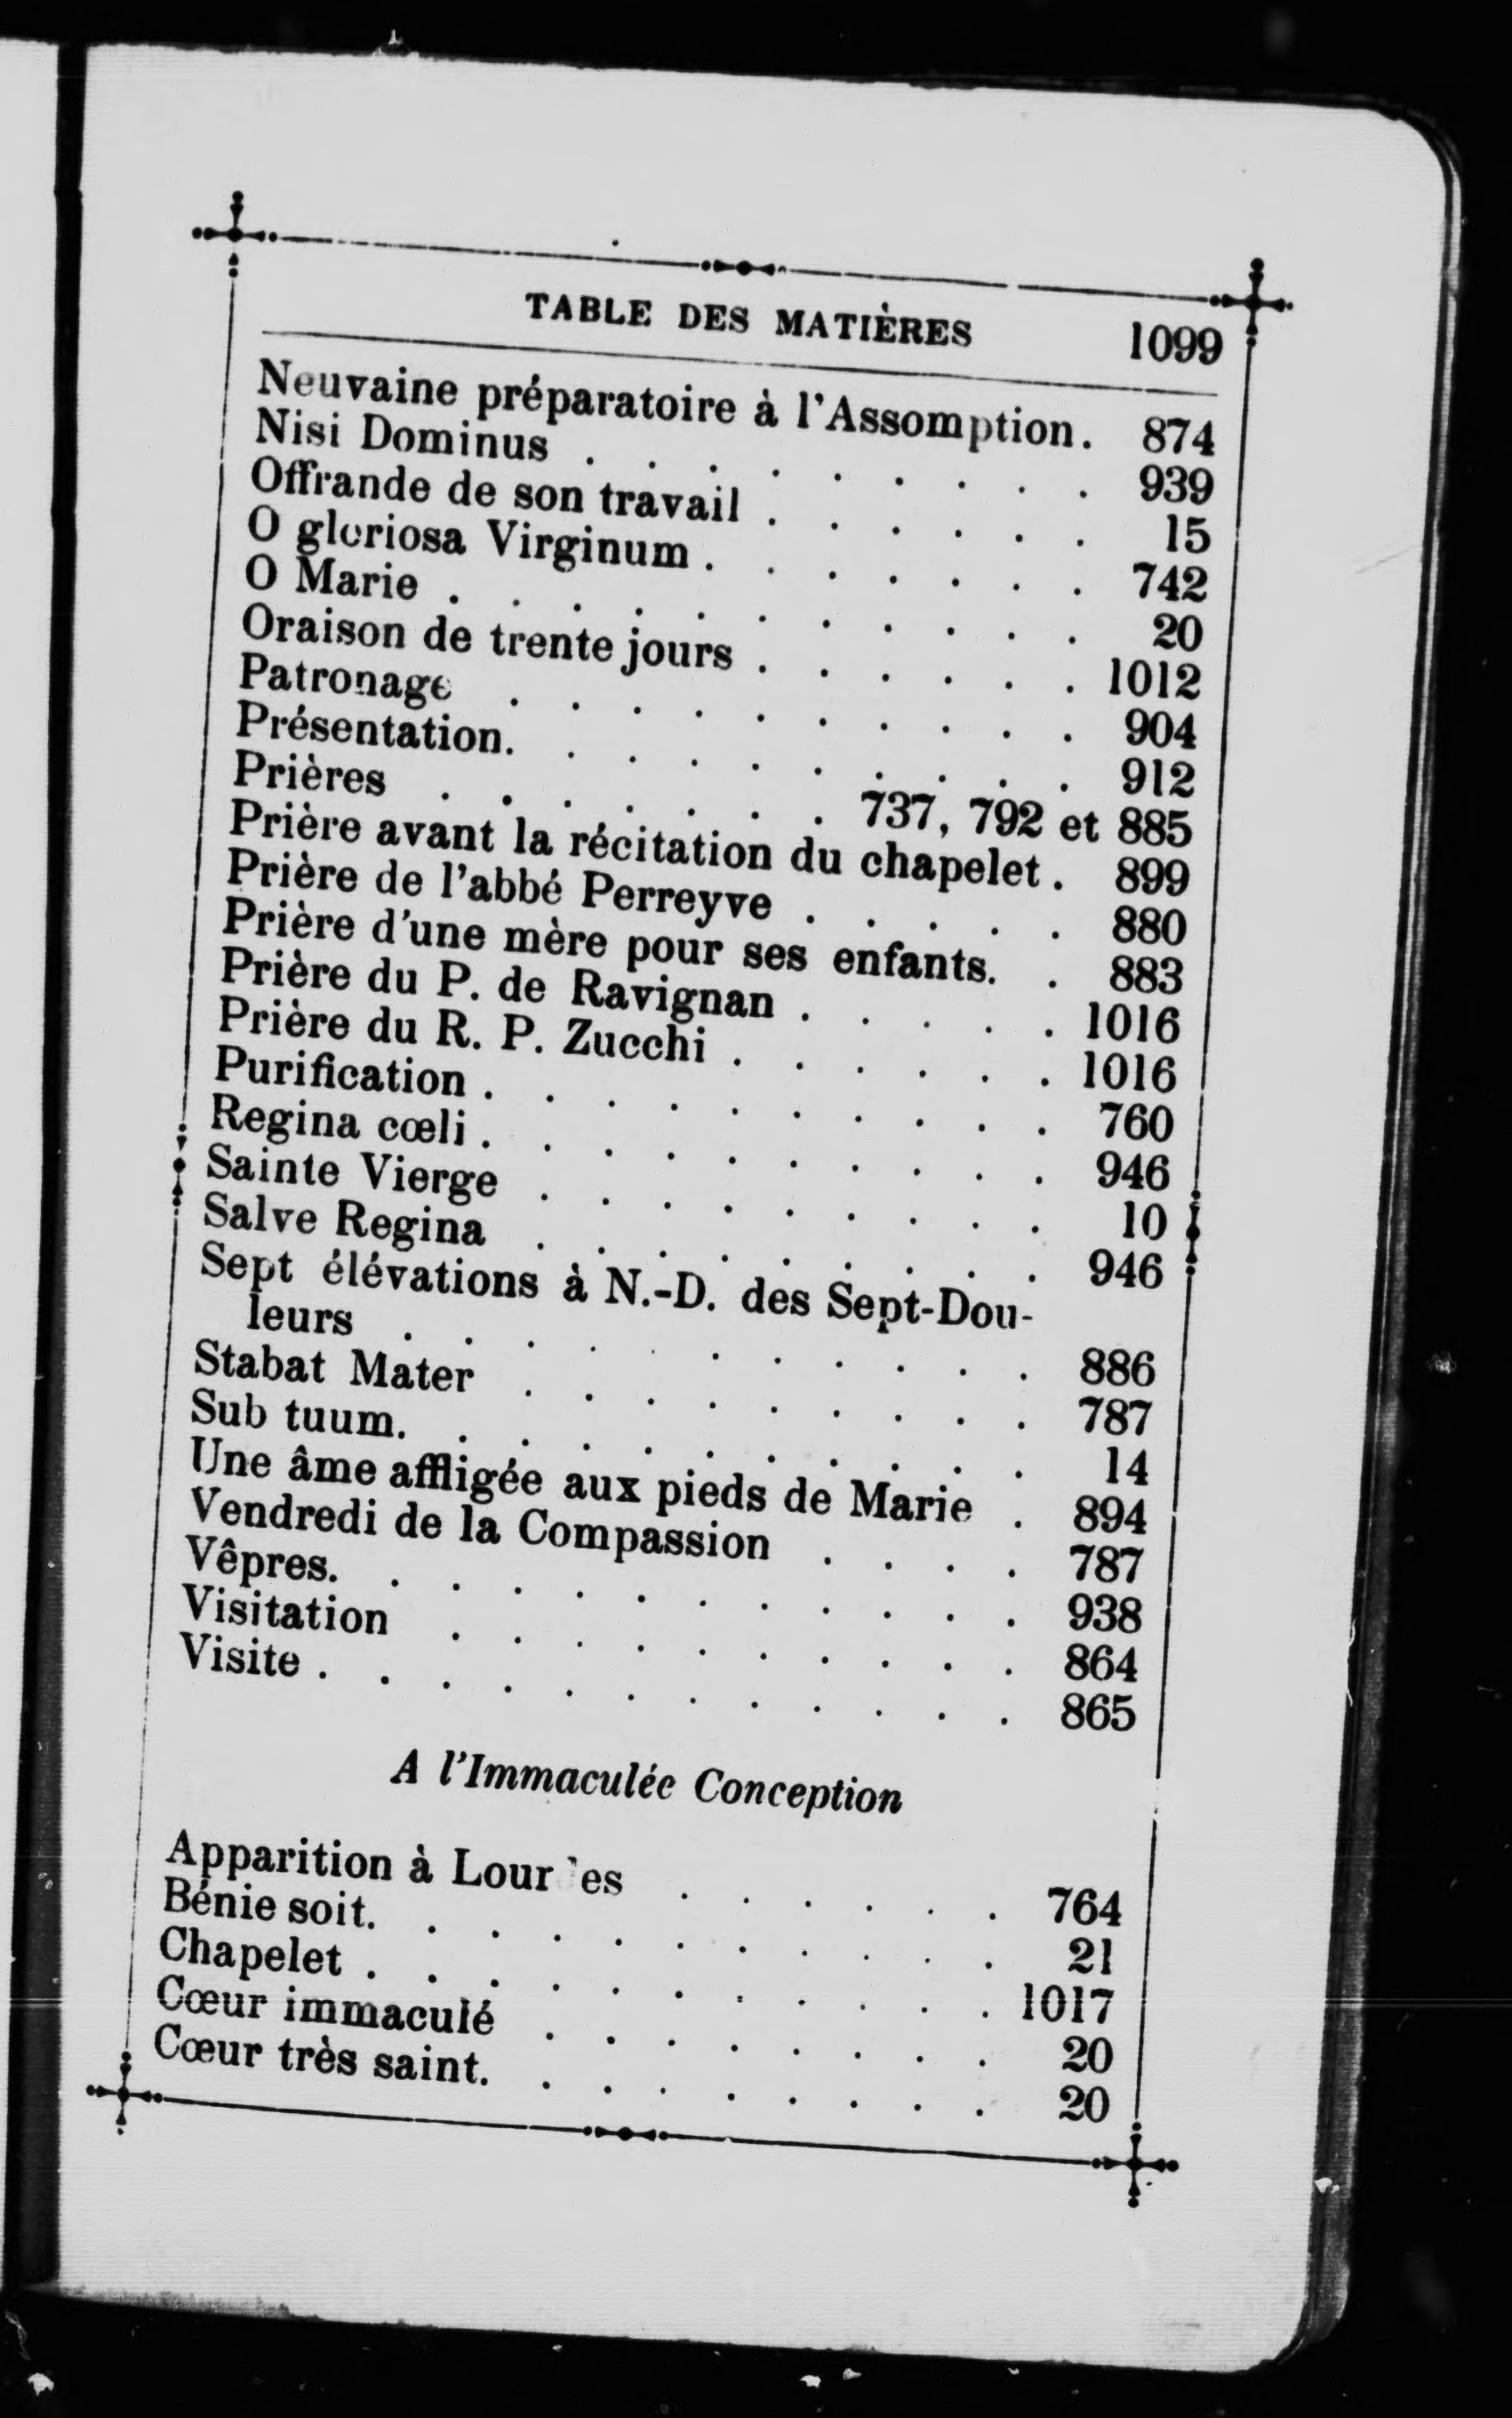 TABLE DES MATIÈRES 1099
Neuvaine préparatoire à l'Assomption. 874
Nisi Dominus . . . . . . . . . 939
Offrande de son travail . . . . . . 15
O gloriosa Virginum . . . . . . . 742
O Marie . . . . . . . . . . . 20
Oraison de trente jours . . . . . . 1012
Patronage . . . . . . . . . . 904
Présentation. . . . . . . . . . 912
Prières . . . . . . . 737, 792 et 885
Prière avant la récitation du chapelet . 899
Prière de l'abbé Perreyve . . . . . 880
Prière d'une mère pour ses enfants. . 883
Prière du P. de Ravignan . . . . . 1016
Prière du R. P. Zucchi . . . . . . 1016
Purification . . . . . . . . . . 760
Regina cœli . . . . . . . . . . 946
Sainte Vierge . . . . . . . . . 10
Salve Regina . . . . . . . . . 946
Sept élévations à N.-D. des Sept-Dou-
leurs . . . . . . . . . . . 886
Stabat Mater . . . . . . . . . 787
Sub tuum. . . . . . . . . . . 14
Une âme affligée aux pieds de Marie . 894
Vendredi de la Compassion . . . . 787
Vêpres. . . . . . . . . . . . 938
Visitation . . . . . . . . . . 864
Visite . . . . . . . . . . . . 865
A l'Immaculée Conception
Apparition à Lourdes . . . . . . 764
Bénie soit. . . . . . . . . . . 21
Chapelet . . . . . . . . . . . 1017
Cœur immaculé . . . . . . . . 20
Cœur très saint. . . . . . . . . 20